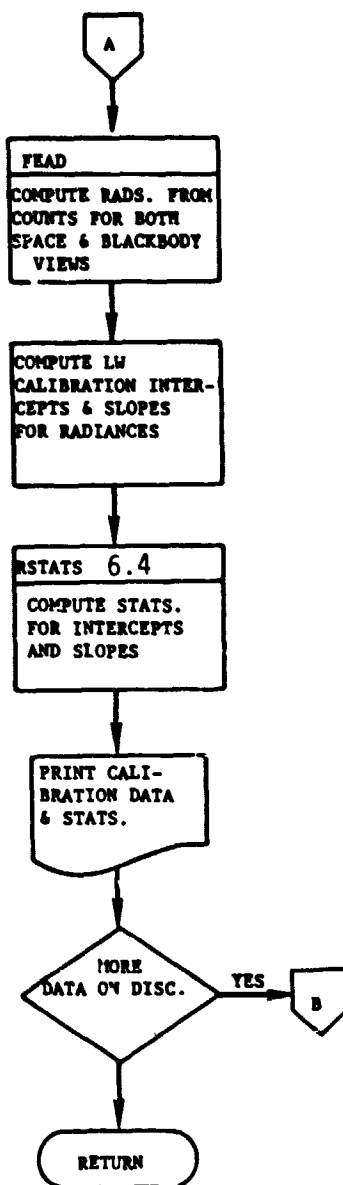 A
FEAD
COMPUTE RADS. FROM
COUNTS FOR BOTH
SPACE & BLACKBODY
VIEWS
COMPUTE LW
CALIBRATION INTER-
CEPTS & SLOPES
FOR RADIANCES
RSTATS 6.4
COMPUTE STATS.
FOR INTERCEPTS
AND SLOPES
PRINT CALI-
BRATION DATA
& STATS.
MORE
DATA ON DISC.
YES
B
RETURN